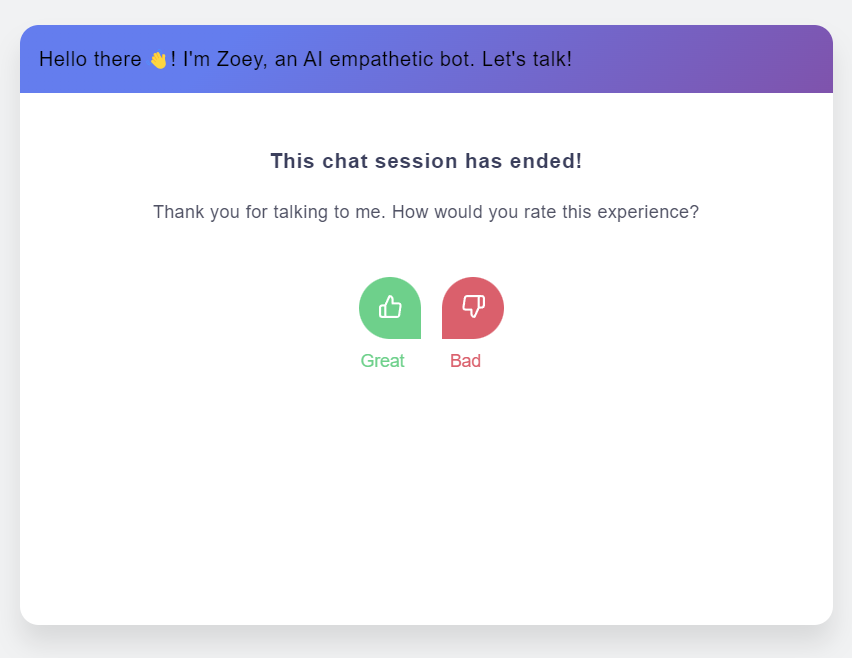 Hello there 👋! I'm Zoey, an AI empathetic bot. Let's talk!
This chat session has ended!
Thank you for talking to me. How would you rate this experience?
Great Bad